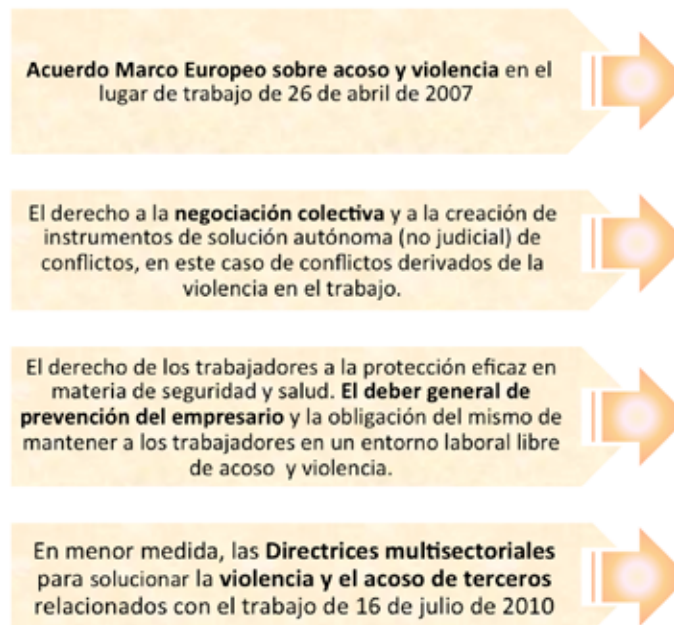 Acuerdo Marco Europeo sobre acoso y violencia en el
lugar de trabajo de 26 de abril de 2007
El derecho a la negociación colectiva y a la creación de
instrumentos de solución autónoma (no judicial) de
conflictos, en este caso de conflictos derivados de la
violencia en el trabajo.
El derecho de los trabajadores a la protección eficaz en
materia de seguridad y salud. El deber general de
prevención del empresario y la obligación del mismo de
mantener a los trabajadores en un entorno laboral libre
de acoso y violencia.
En menor medida, las Directrices multisectoriales
para solucionar la violencia y el acoso de terceros
relacionados con el trabajo de 16 de julio de 2010